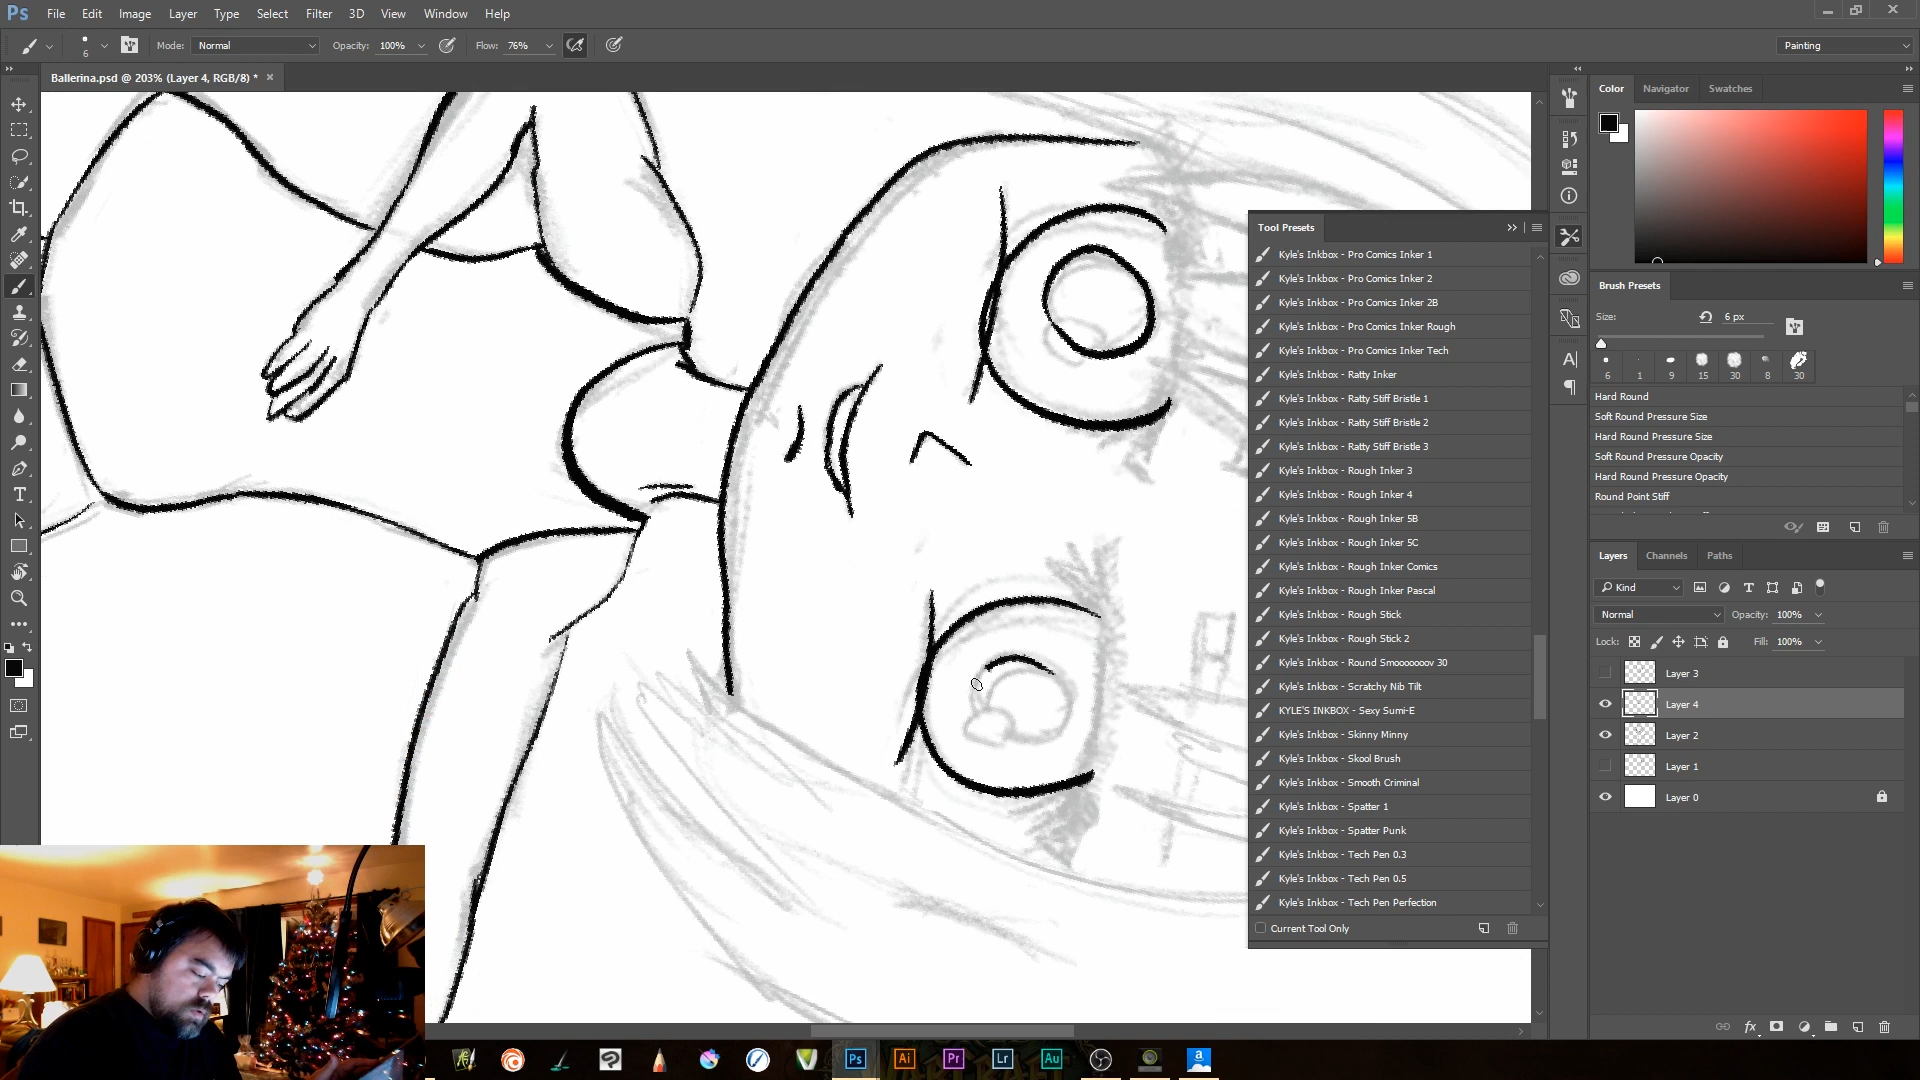 Ps File Edit Image Layer Type Select Filter 3D View Window Help
6 Mode: Normal Opacity: 100% Flow: 76% Painting
Ballerina.psd @ 203% (Layer 4, RGB/8) * ×
Tool Presets
Kyle's Inkbox - Pro Comics Inker 1
Kyle's Inkbox - Pro Comics Inker 2
Kyle's Inkbox - Pro Comics Inker 2B
Kyle's Inkbox - Pro Comics Inker Rough
Kyle's Inkbox - Pro Comics Inker Tech
Kyle's Inkbox - Ratty Inker
Kyle's Inkbox - Ratty Stiff Bristle 1
Kyle's Inkbox - Ratty Stiff Bristle 2
Kyle's Inkbox - Ratty Stiff Bristle 3
Kyle's Inkbox - Rough Inker 3
Kyle's Inkbox - Rough Inker 4
Kyle's Inkbox - Rough Inker 5B
Kyle's Inkbox - Rough Inker 5C
Kyle's Inkbox - Rough Inker Comics
Kyle's Inkbox - Rough Inker Pascal
Kyle's Inkbox - Rough Stick
Kyle's Inkbox - Rough Stick 2
Kyle's Inkbox - Round Smooooooov 30
Kyle's Inkbox - Scratchy Nib Tilt
KYLE'S INKBOX - Sexy Sumi-E
Kyle's Inkbox - Skinny Minny
Kyle's Inkbox - Skool Brush
Kyle's Inkbox - Smooth Criminal
Kyle's Inkbox - Spatter 1
Kyle's Inkbox - Spatter Punk
Kyle's Inkbox - Tech Pen 0.3
Kyle's Inkbox - Tech Pen 0.5
Kyle's Inkbox - Tech Pen Perfection
Current Tool Only
Color Navigator Swatches
Brush Presets
Size: 6 px
6 1 9 15 30 8 30
Hard Round
Soft Round Pressure Size
Hard Round Pressure Size
Soft Round Pressure Opacity
Hard Round Pressure Opacity
Round Point Stiff
Layers Channels Paths
Kind
Normal Opacity: 100%
Lock: Fill: 100%
Layer 3
Layer 4
Layer 2
Layer 1
Layer 0
fx
Ps Ai Pr Lr Au a